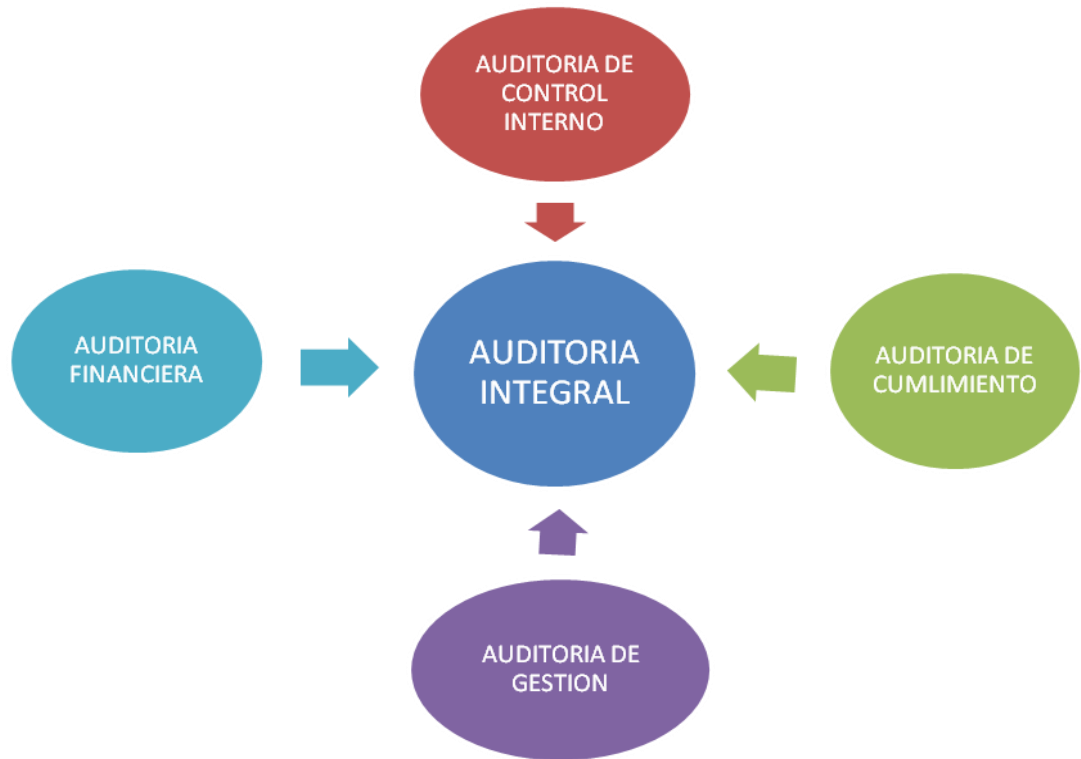 AUDITORIA DE
CONTROL
INTERNO
AUDITORIA
FINANCIERA
AUDITORIA
INTEGRAL
AUDITORIA DE
CUMLIMIENTO
AUDITORIA DE
GESTION